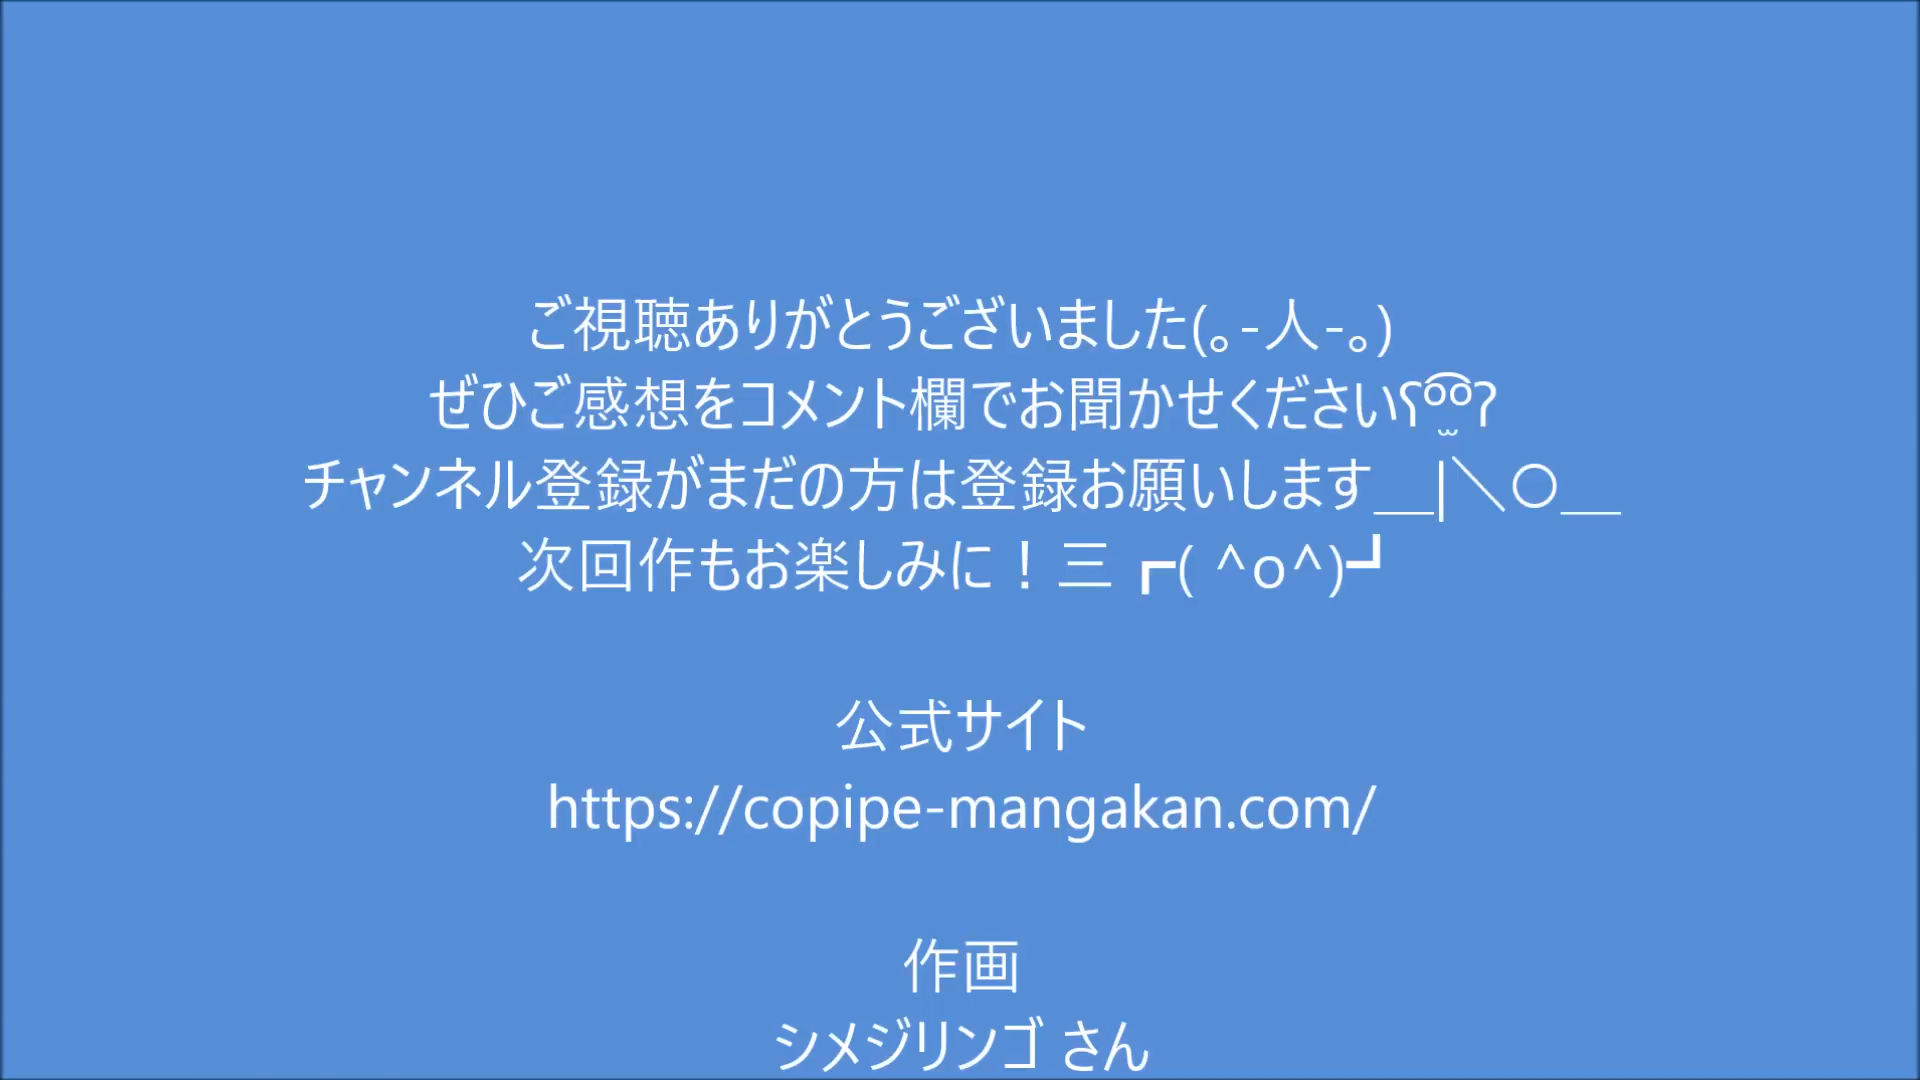 ご視聴ありがとうございました(｡-人-｡)
ぜひご感想をコメント欄でお聞かせくださいʕ•̫͡•ʔ
チャンネル登録がまだの方は登録お願いします＿|＼○＿
次回作もお楽しみに！三 ┏( ^o^)┛
公式サイト
https://copipe-mangakan.com/
作画
シメジリンゴ さん